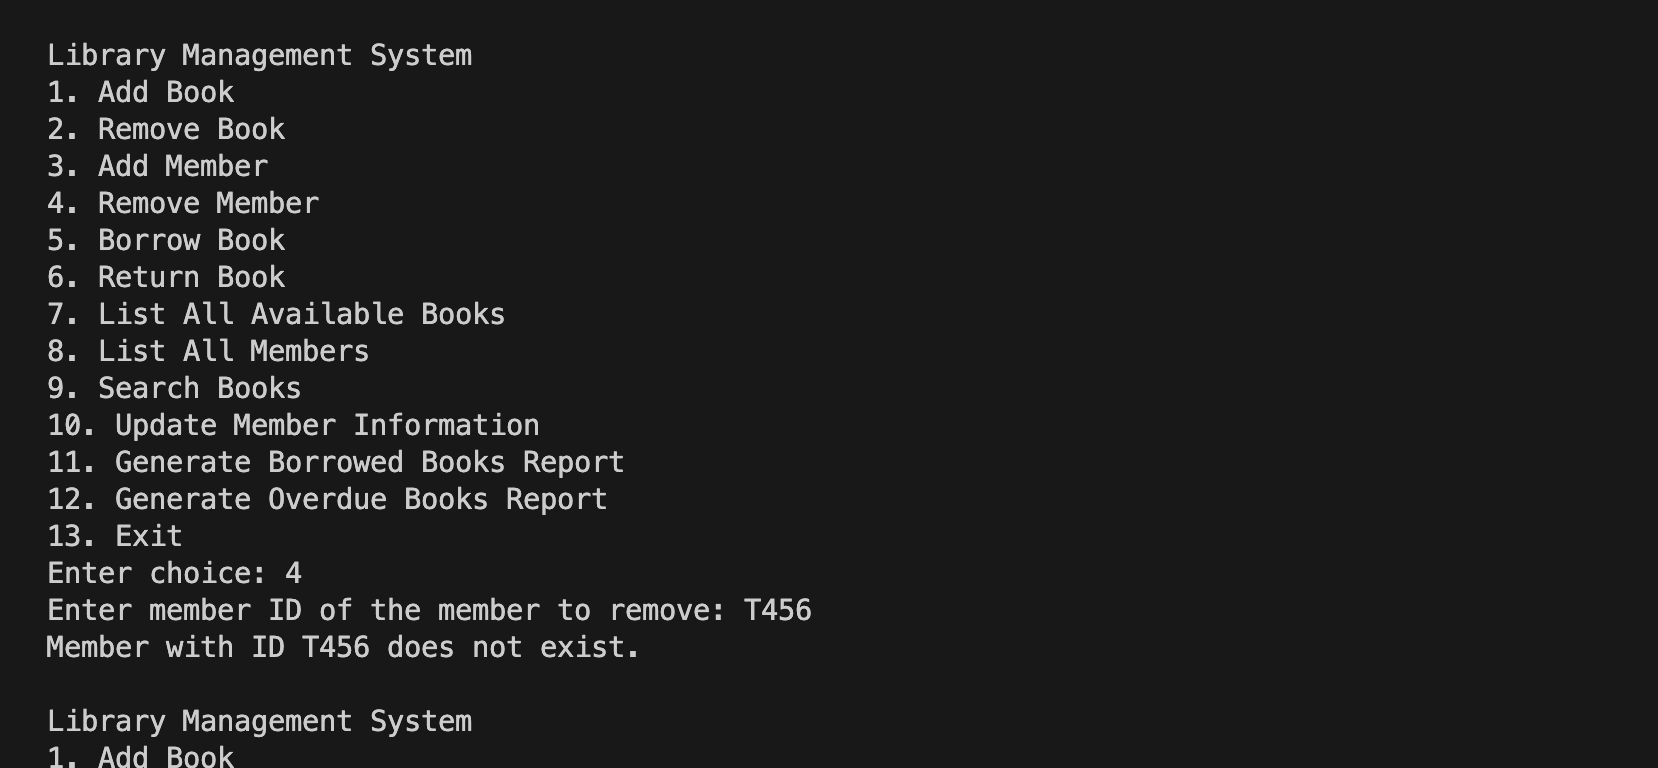 Library Management System
1. Add Book
2. Remove Book
3. Add Member
4. Remove Member
5. Borrow Book
6. Return Book
7. List All Available Books
8. List All Members
9. Search Books
10. Update Member Information
11. Generate Borrowed Books Report
12. Generate Overdue Books Report
13. Exit
Enter choice: 4
Enter member ID of the member to remove: T456
Member with ID T456 does not exist.
Library Management System
1. Add Book